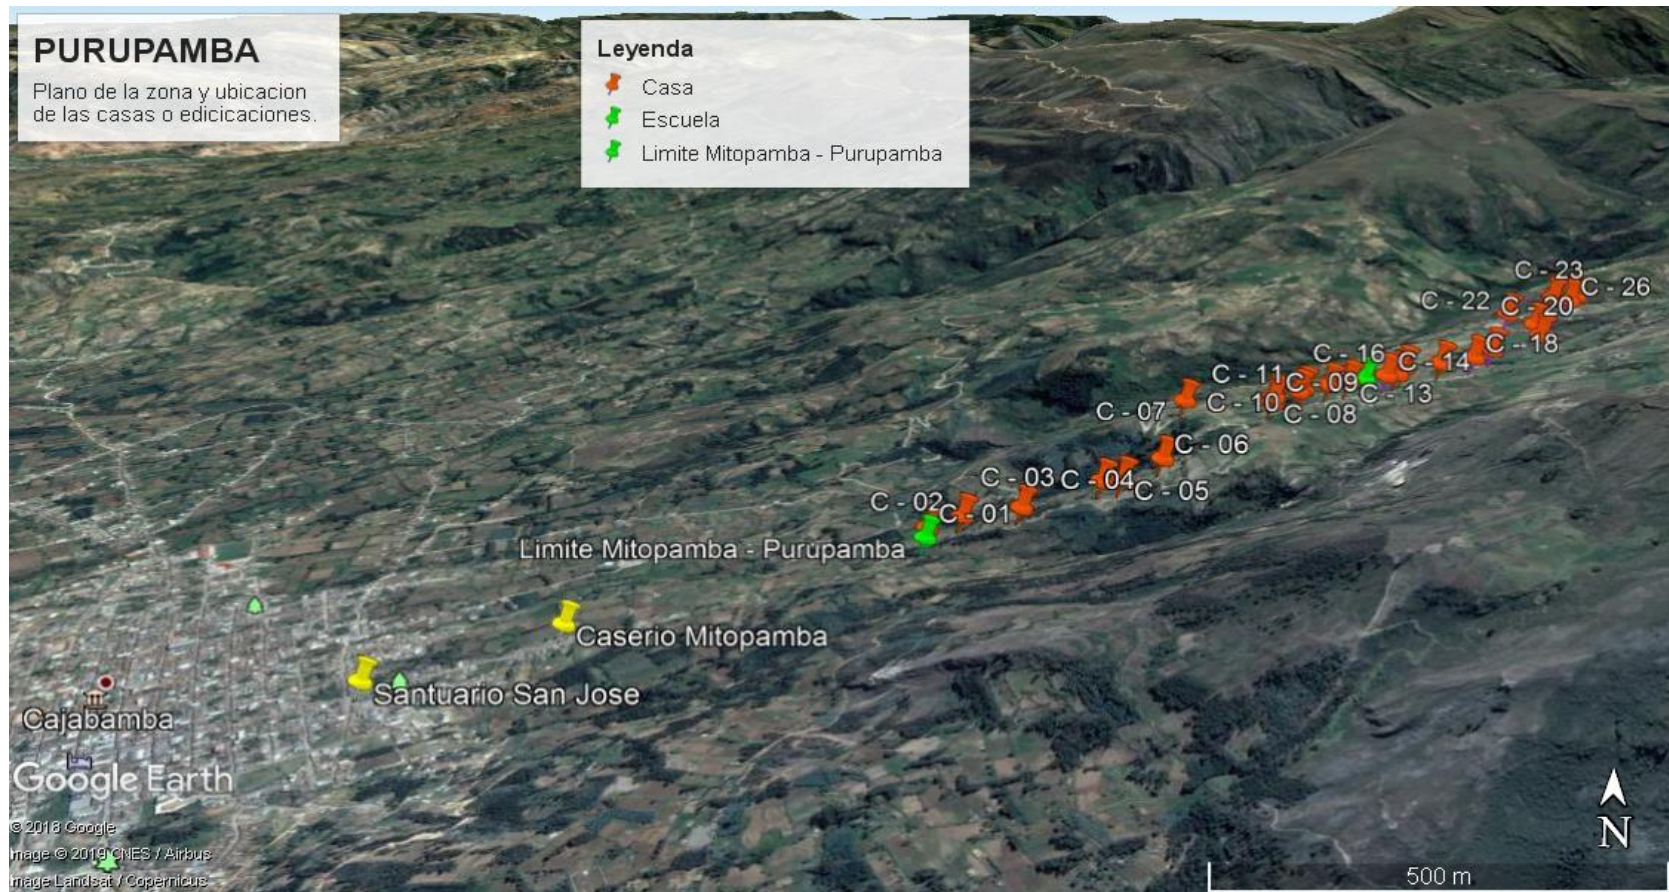 PURUPAMBA
Plano de la zona y ubicacion
de las casas o edicicaciones.
Leyenda
Casa
Escuela
Limite Mitopamba - Purupamba
C - 23
C - 26
C - 22
C - 20
C - 18
C - 16
C - 14
C - 11
C - 09
C - 13
C - 10
C - 08
C - 07
C - 06
C - 03
C - 04
C - 05
C - 02
C - 01
Limite Mitopamba - Purupamba
Caserio Mitopamba
Santuario San Jose
Cajabamba
Google Earth
© 2018 Google
mage © 2019 CNES / Airbus
mage Landsat / Copernicus
N
500 m